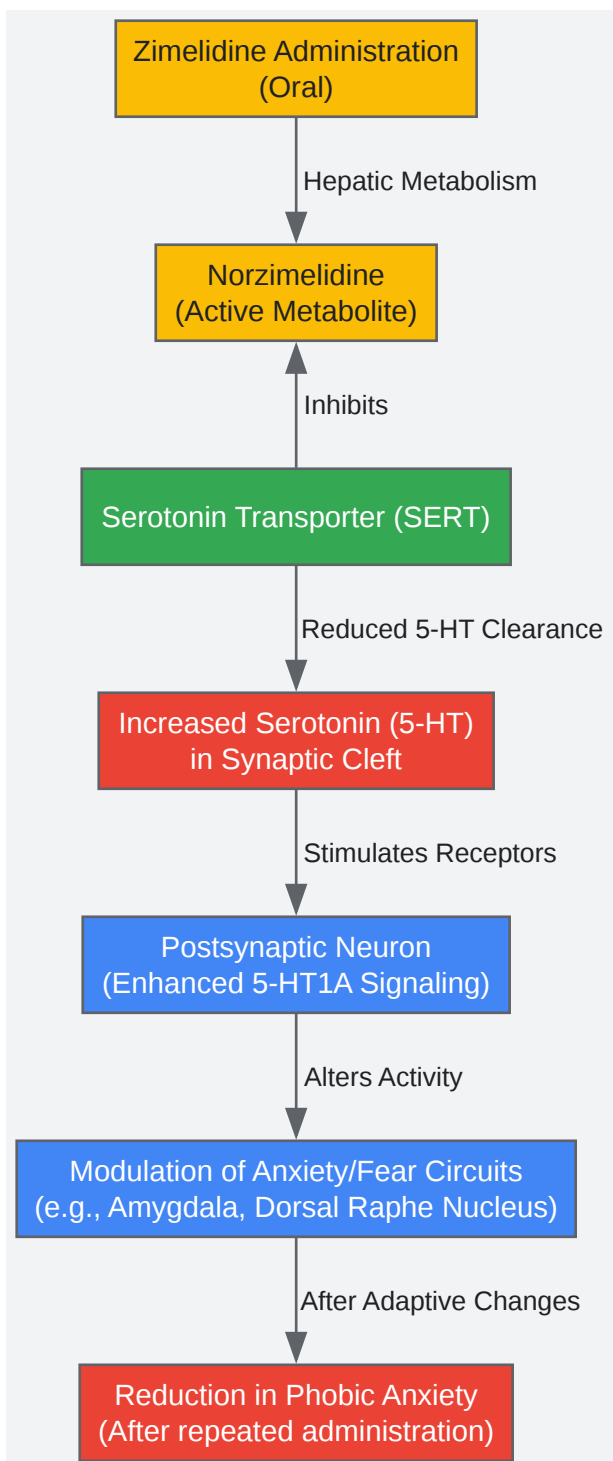 Zimelidine Administration
(Oral)
Hepatic Metabolism
Norzimelidine
(Active Metabolite)
Inhibits
Serotonin Transporter (SERT)
Reduced 5-HT Clearance
Increased Serotonin (5-HT)
in Synaptic Cleft
Stimulates Receptors
Postsynaptic Neuron
(Enhanced 5-HT1A Signaling)
Alters Activity
Modulation of Anxiety/Fear Circuits
(e.g., Amygdala, Dorsal Raphe Nucleus)
After Adaptive Changes
Reduction in Phobic Anxiety
(After repeated administration)